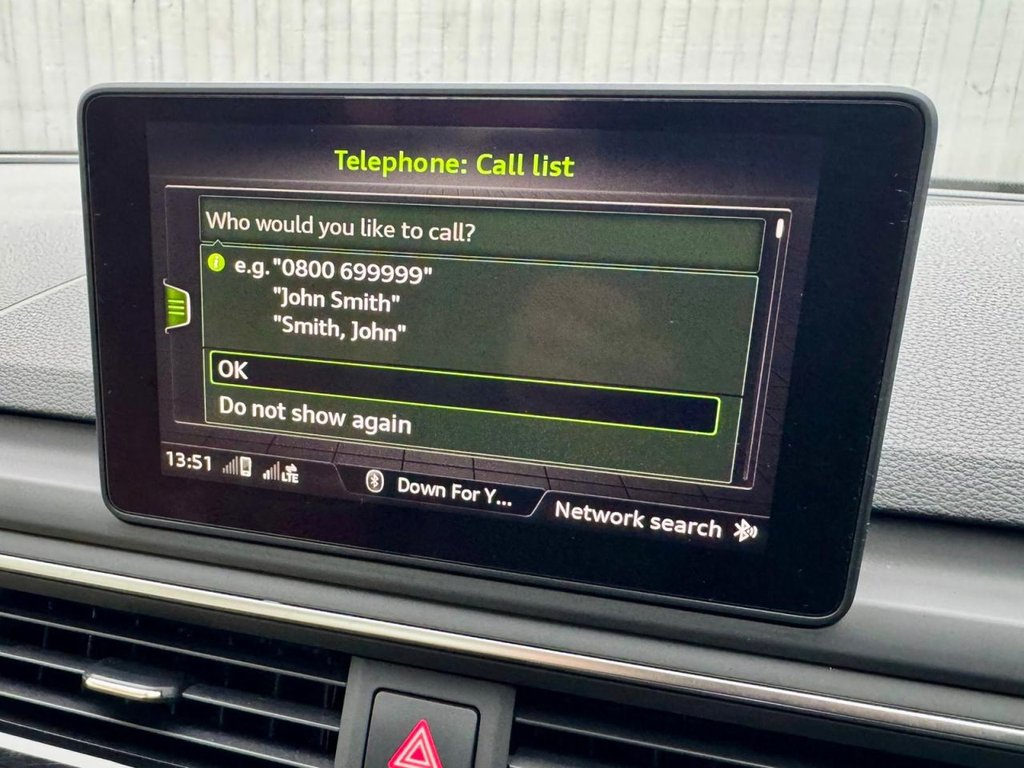 Telephone: Call list
Who would you like to call?
e.g. "0800 699999"
"John Smith"
"Smith, John"
OK
Do not show again
13:51 LTE Down For Y... Network search